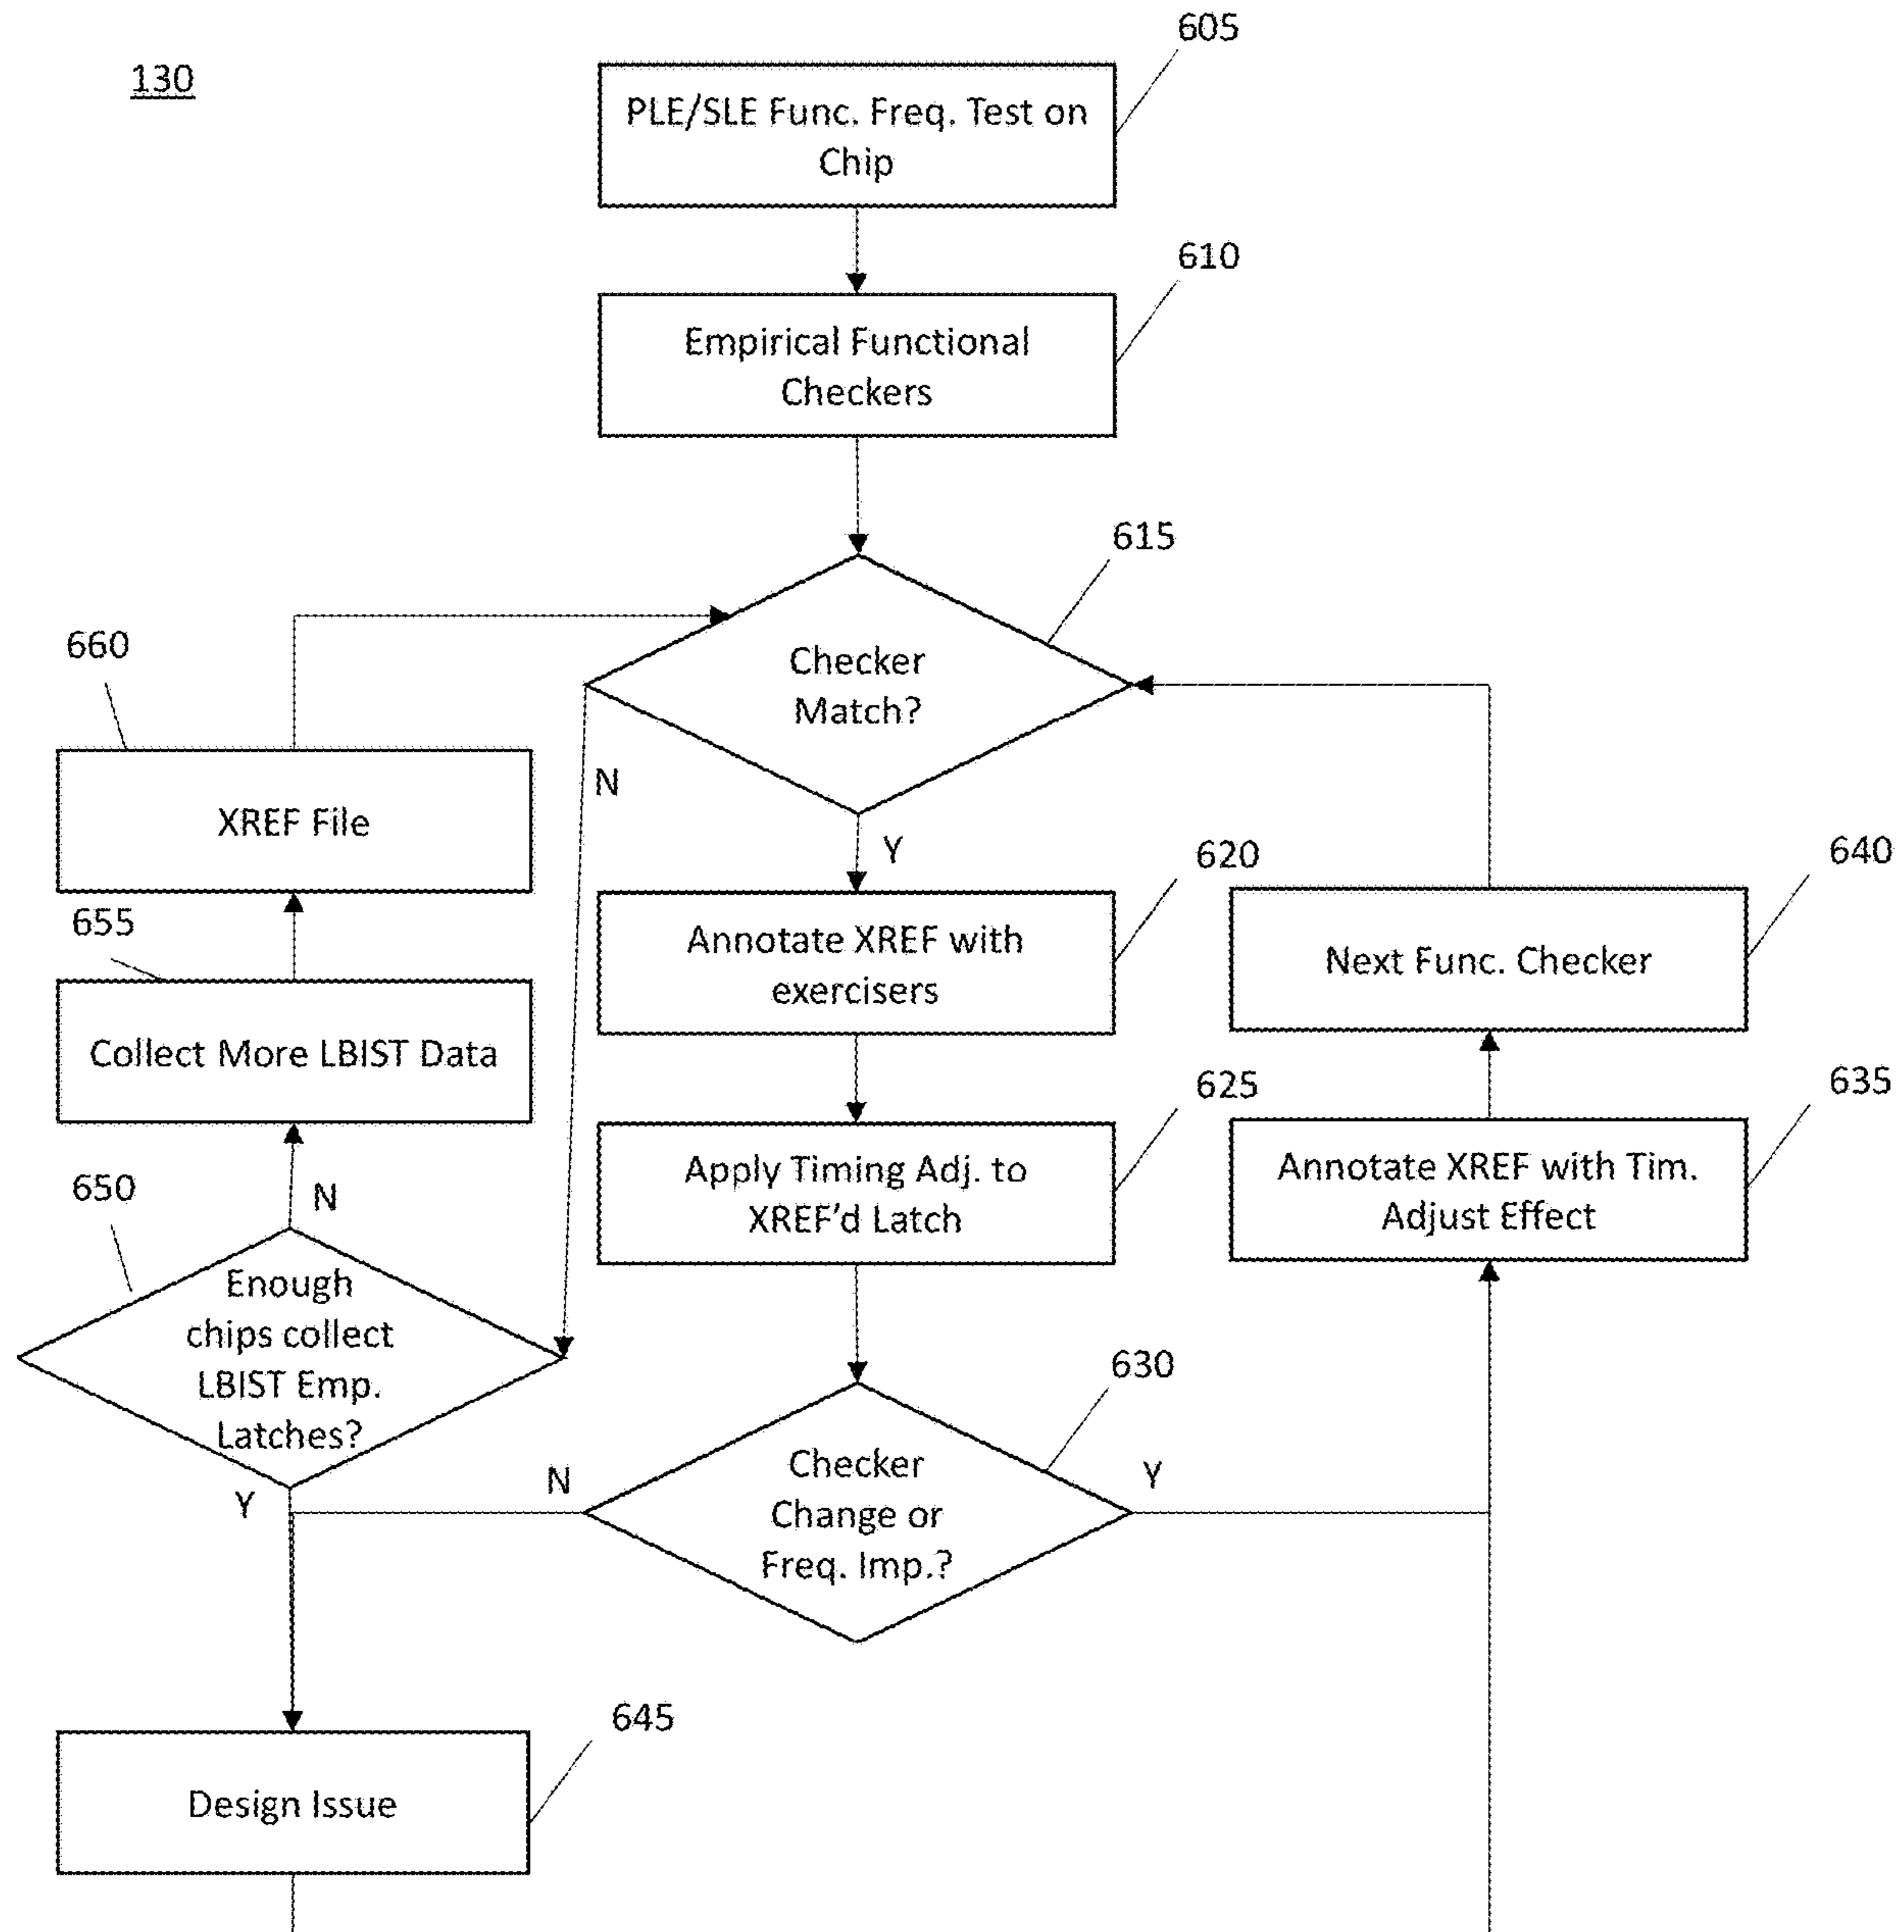 130
605
PLE/SLE Func. Freq. Test on
Chip
610
Empirical Functional
Checkers
615
Checker
Match?
N
Y
660
XREF File
620
Annotate XREF with
exercisers
640
Next Func. Checker
655
Collect More LBIST Data
625
Apply Timing Adj. to
XREF'd Latch
635
Annotate XREF with Tim.
Adjust Effect
650
N
Enough
chips collect
LBIST Emp.
Latches?
Y
630
Checker
Change or
Freq. Imp.?
N
Y
645
Design Issue